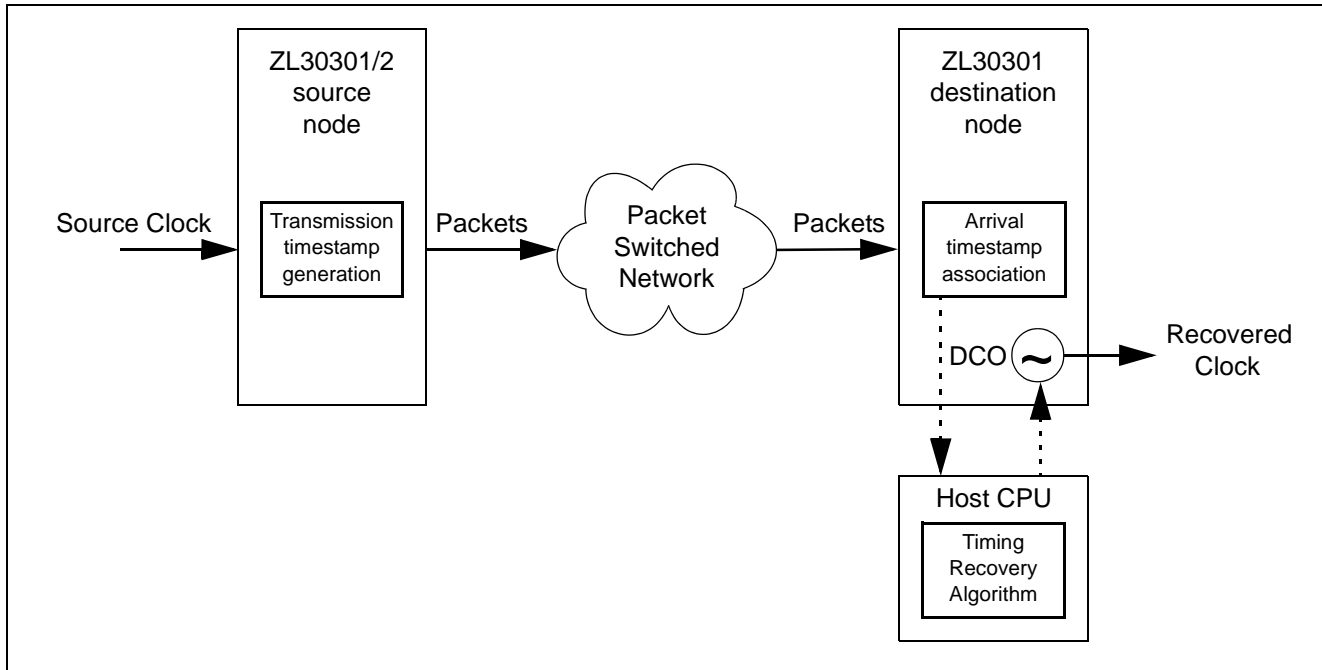 ZL30301/2
source
node
Source Clock
Transmission
timestamp
generation
Packets
Packet
Switched
Network
Packets
ZL30301
destination
node
Arrival
timestamp
association
DCO
~
Recovered
Clock
Host CPU
Timing
Recovery
Algorithm